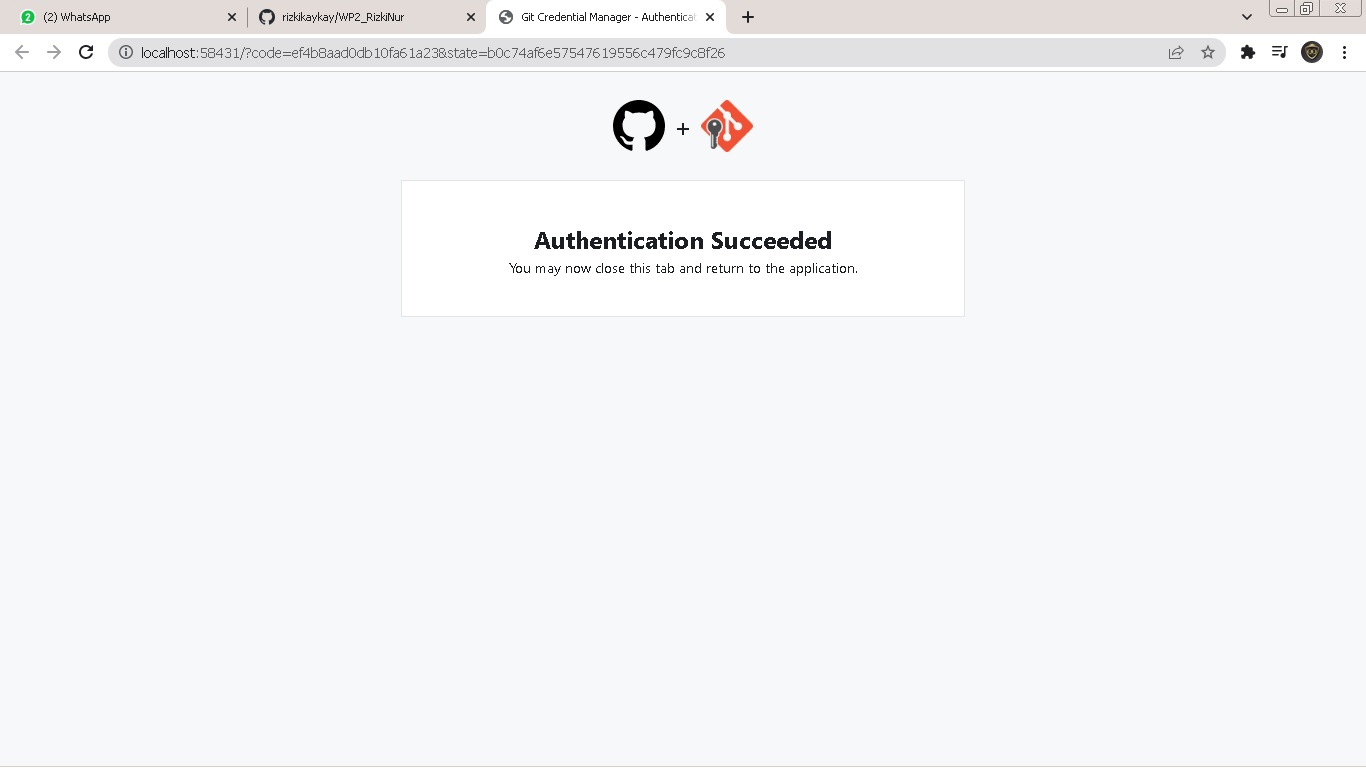 2 (2) WhatsApp
rizkikaykay/WP2_RizkiNur
Git Credential Manager - Authenticat
localhost:58431/?code=ef4b8aad0db10fa61a23&state=b0c74af6e57547619556c479fc9c8f26
+
Authentication Succeeded
You may now close this tab and return to the application.